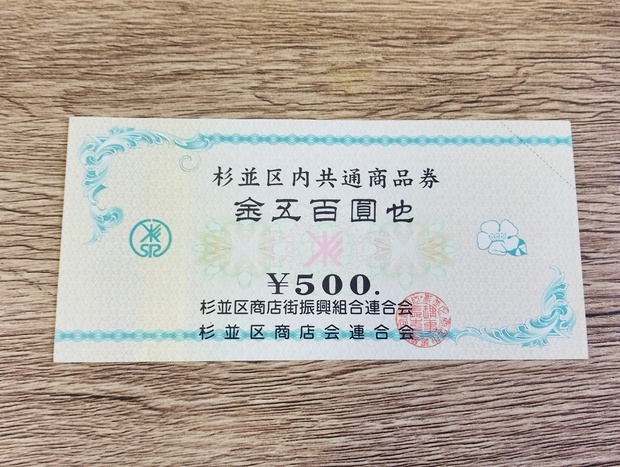 杉並区内共通商品券
金五百圓也
¥500.
杉並区商店街振興組合連合会
杉並区商店会連合会